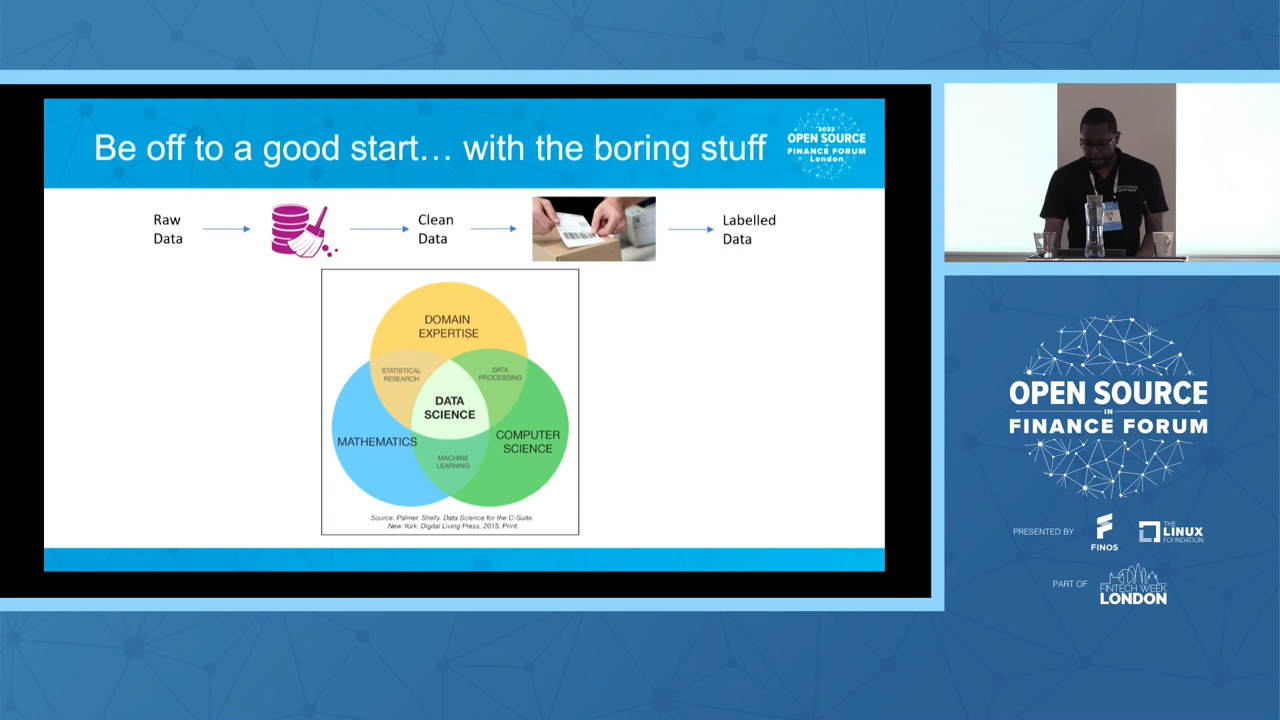 Be off to a good start... with the boring stuff
2022
OPEN SOURCE
IN
FINANCE FORUM
London
Raw
Data
Clean
Data
Labelled
Data
DOMAIN
EXPERTISE
STATISTICAL
RESEARCH
DATA
PROCESSING
DATA
SCIENCE
MATHEMATICS
COMPUTER
SCIENCE
MACHINE
LEARNING
Source: Palmer, Shelly. Data Science for the C-Suite.
New York: Digital Living Press, 2015. Print.
OPEN SOURCE
IN
FINANCE FORUM
PRESENTED BY
FINOS
THE
LINUX
FOUNDATION
PART OF
FINTECH WEEK
LONDON